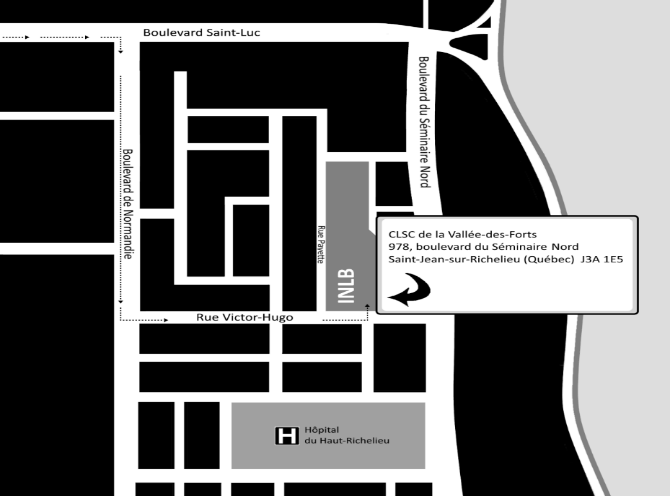 Boulevard Saint-Luc
Boulevard du Séminaire Nord
Boulevard de Normandie
Rue Payette
INLB
CLSC de la Vallée-des-Forts
978, boulevard du Séminaire Nord
Saint-Jean-sur-Richelieu (Québec) J3A 1E5
Rue Victor-Hugo
H
Hôpital
du Haut-Richelieu